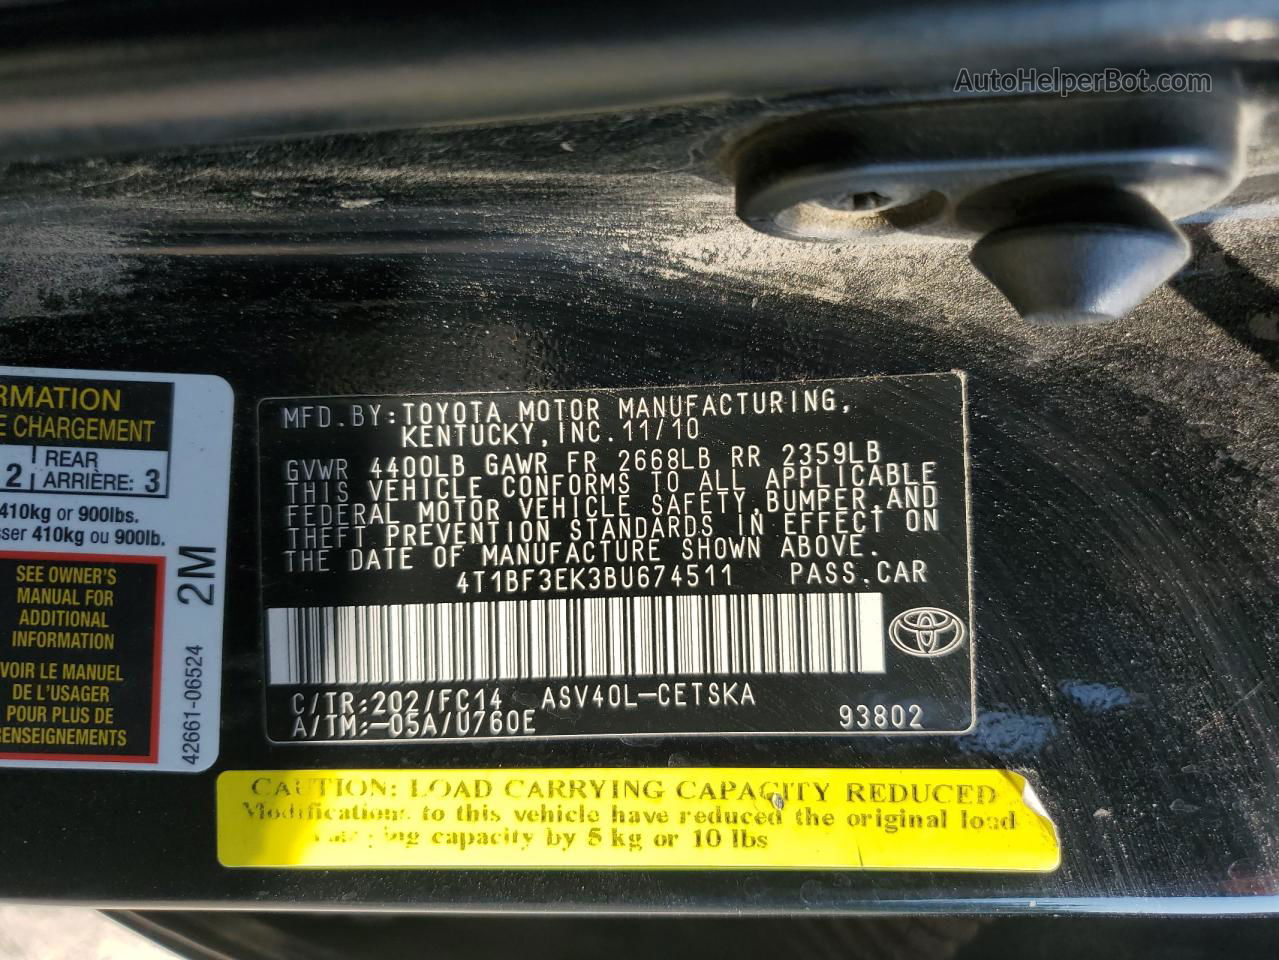 AutoHelperBot.com
RMATION
E CHARGEMENT
2 REAR
ARRIÈRE: 3
410kg or 900lbs.
sser 410kg ou 900lb.
SEE OWNER'S
MANUAL FOR
ADDITIONAL
INFORMATION
VOIR LE MANUEL
DE L'USAGER
POUR PLUS DE
RENSEIGNEMENTS
2M
42661-06524
MFD.BY:TOYOTA MOTOR MANUFACTURING,
KENTUCKY,INC.11/10
GVWR 4400LB GAWR FR 2668LB RR 2359LB
THIS VEHICLE CONFORMS TO ALL APPLICABLE
FEDERAL MOTOR VEHICLE SAFETY,BUMPER,AND
THEFT PREVENTION STANDARDS IN EFFECT ON
THE DATE OF MANUFACTURE SHOWN ABOVE.
4T1BF3EK3BU674511 PASS.CAR
C/TR:202/FC14 ASV40L-CETSKA
A/TM:-05A/U760E 93802
CAUTION: LOAD CARRYING CAPACITY REDUCED
Modifications to this vehicle have reduced the original load
capacity by 5 kg or 10 lbs